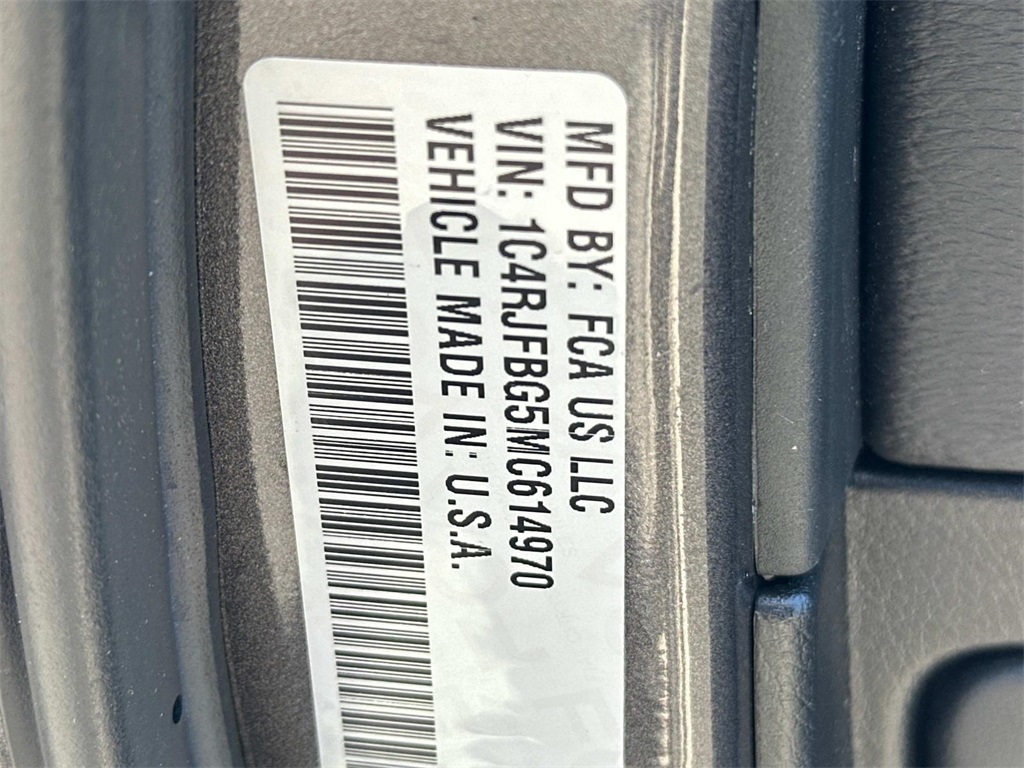 MFD BY: FCA US LLC
VIN: 1C4RJFBG5MC614970
VEHICLE MADE IN: U.S.A.